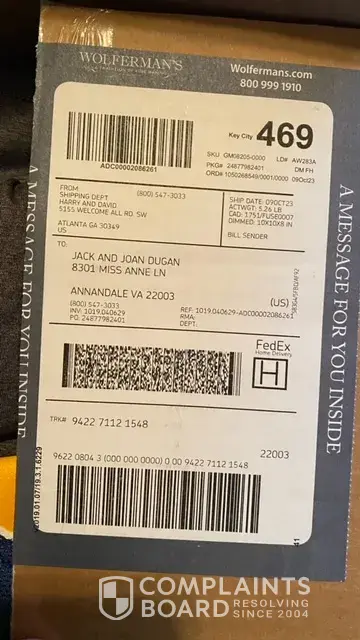 WOLFERMAN'S
Wolfermans.com
800 999 1910
Key City 469
ADC00002086261
SKU: GM08205-0000 LD# AW283A
PKG# 24877982401 DM FH
ORD# 1050268549/0001/0000 09Oct23
FROM:
SHIPPING DEPT (800) 547-3033
HARRY AND DAVID
5155 WELCOME ALL RD. SW
ATLANTA GA 30349
US
SHIP DATE: 09OCT23
ACTWGT: 5.26 LB
CAD: 1751/FUSE0007
DIMMED: 10X10X8 IN
BILL SENDER
TO:
JACK AND JOAN DUGAN
8301 MISS ANNE LN
ANNANDALE VA 22003
(US)
(800) 547-3033
INV: 1019.040629
PO: 24877982401
REF: 1019.040629-ADC00002086261
RMA:
DEPT:
FedEx
Home Delivery
H
TRK# 9422 7112 1548
22003
9622 0804 3 (000 000 0000) 0 00 9422 7112 1548
A MESSAGE FOR YOU INSIDE
A MESSAGE FOR YOU INSIDE
COMPLAINTS
BOARD RESOLVING
SINCE 2004